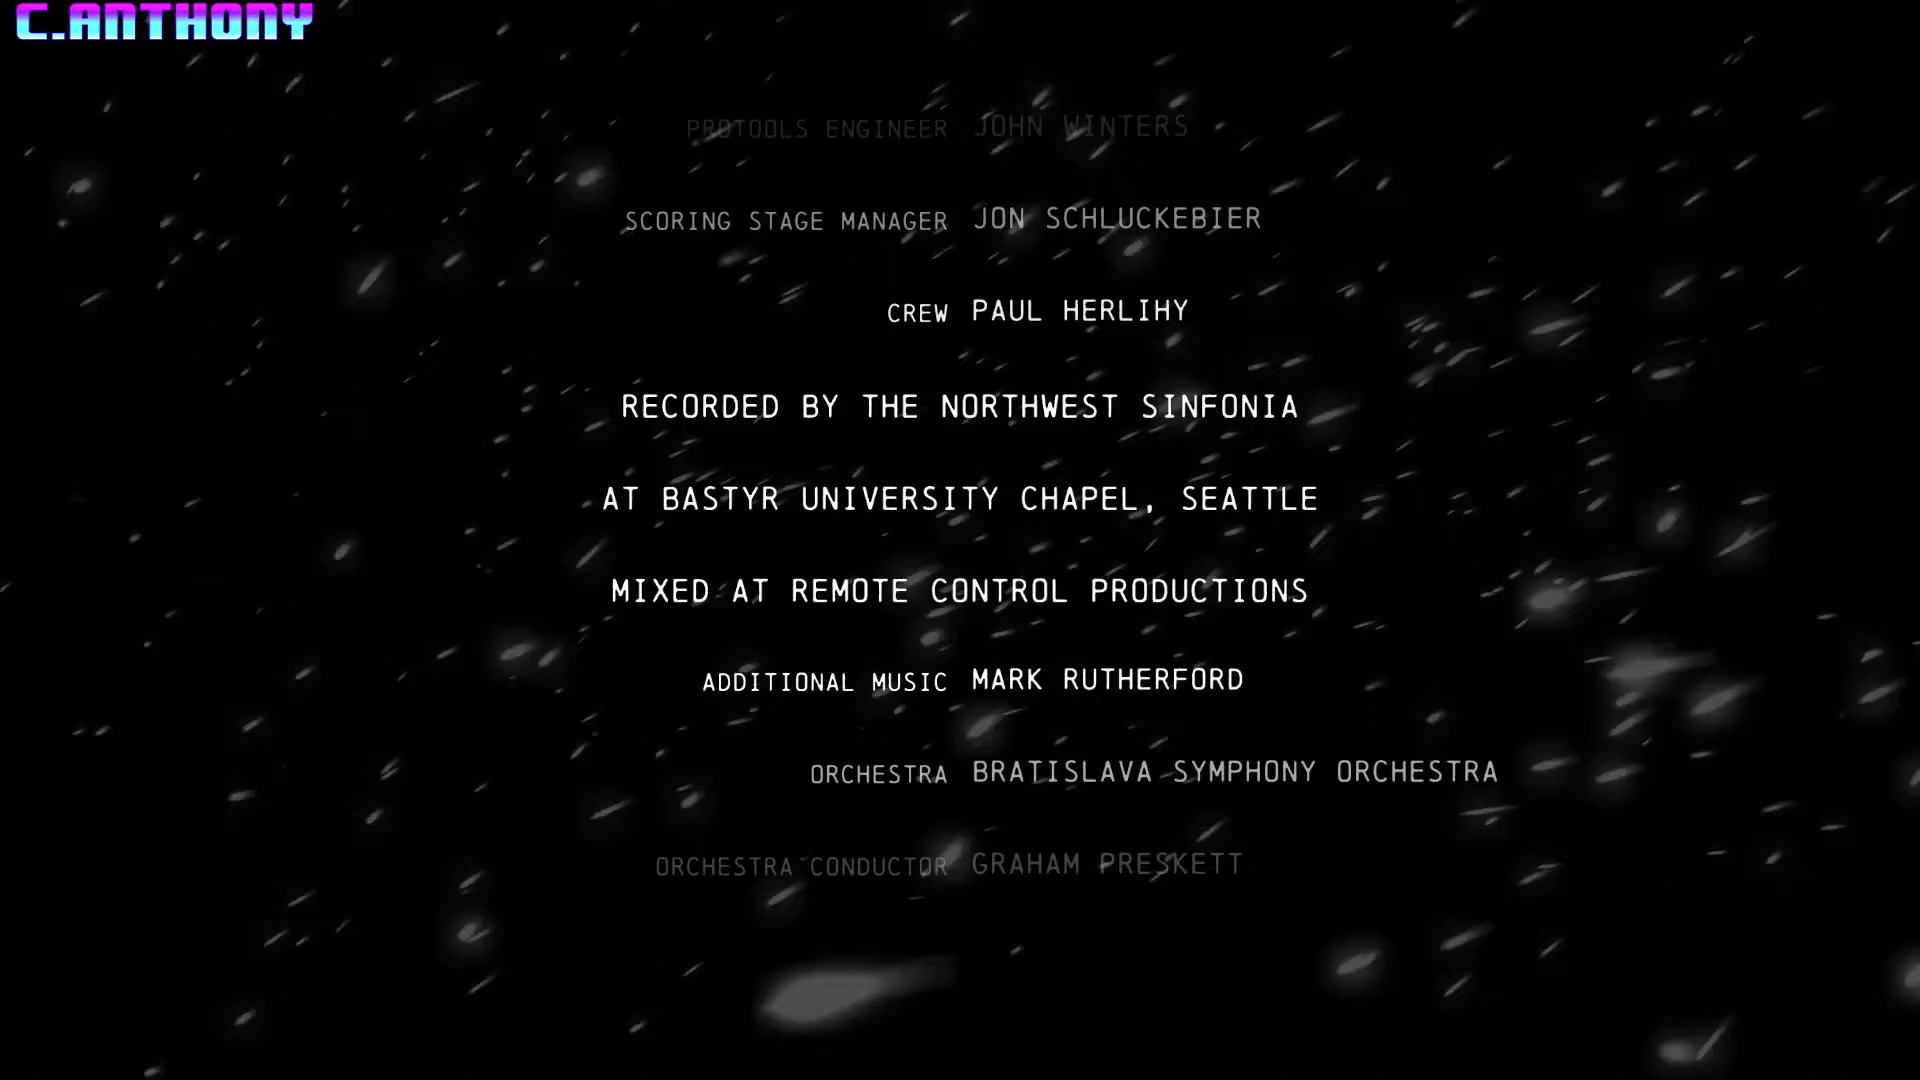 C.ANTHONY
PROTOOLS ENGINEER JOHN WINTERS
SCORING STAGE MANAGER JON SCHLUCKEBIER
CREW PAUL HERLIHY
RECORDED BY THE NORTHWEST SINFONIA
AT BASTYR UNIVERSITY CHAPEL, SEATTLE
MIXED AT REMOTE CONTROL PRODUCTIONS
ADDITIONAL MUSIC MARK RUTHERFORD
ORCHESTRA BRATISLAVA SYMPHONY ORCHESTRA
ORCHESTRA CONDUCTOR GRAHAM PRESKETT